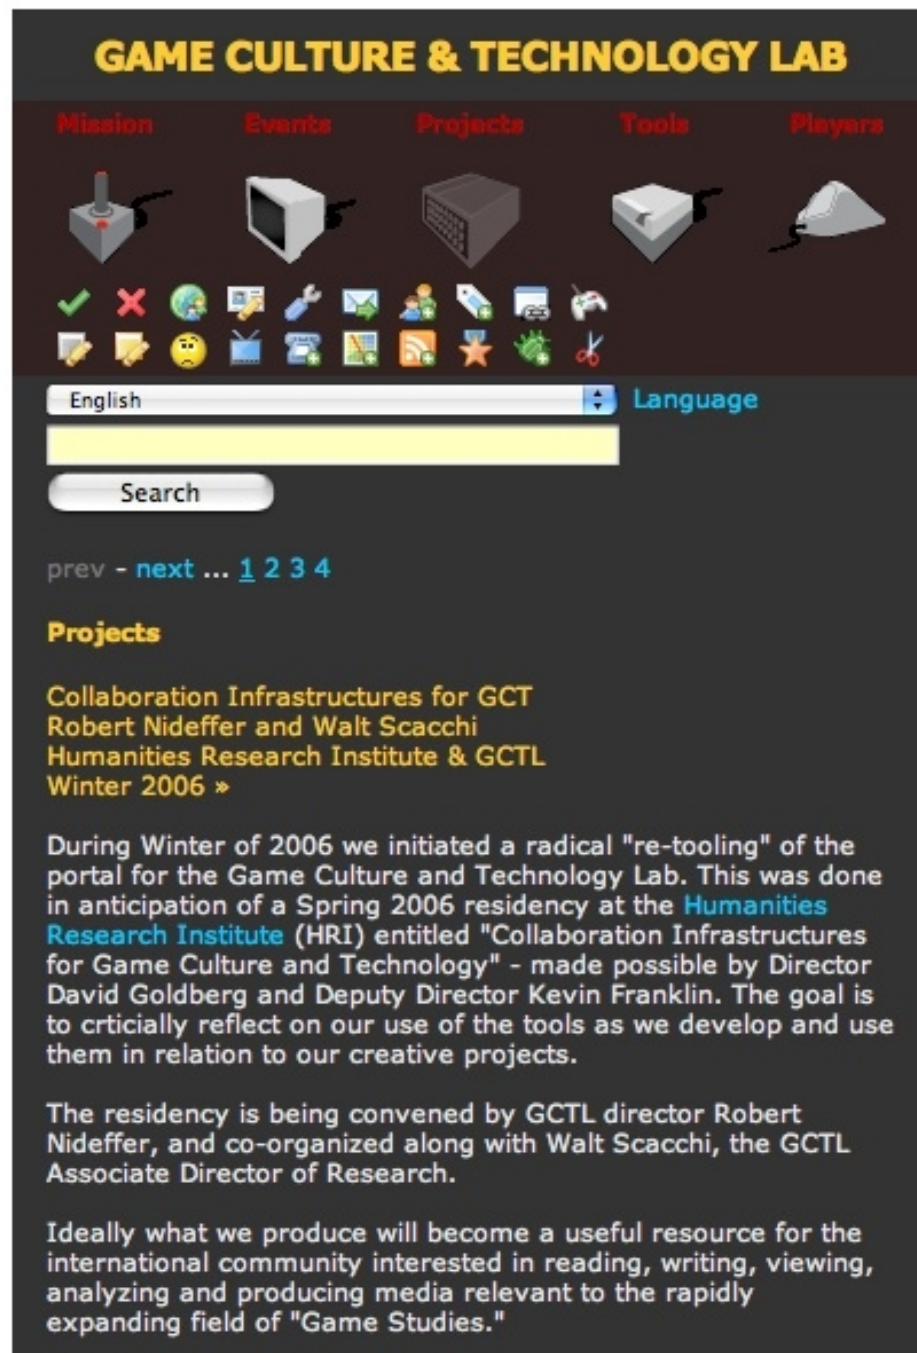 GAME CULTURE & TECHNOLOGY LAB
Mission Events Projects Tools Players
English Language
Search
prev - next ... 1 2 3 4
Projects
Collaboration Infrastructures for GCT
Robert Nideffer and Walt Scacchi
Humanities Research Institute & GCTL
Winter 2006 »
During Winter of 2006 we initiated a radical "re-tooling" of the
portal for the Game Culture and Technology Lab. This was done
in anticipation of a Spring 2006 residency at the Humanities
Research Institute (HRI) entitled "Collaboration Infrastructures
for Game Culture and Technology" - made possible by Director
David Goldberg and Deputy Director Kevin Franklin. The goal is
to crticially reflect on our use of the tools as we develop and use
them in relation to our creative projects.
The residency is being convened by GCTL director Robert
Nideffer, and co-organized along with Walt Scacchi, the GCTL
Associate Director of Research.
Ideally what we produce will become a useful resource for the
international community interested in reading, writing, viewing,
analyzing and producing media relevant to the rapidly
expanding field of "Game Studies."